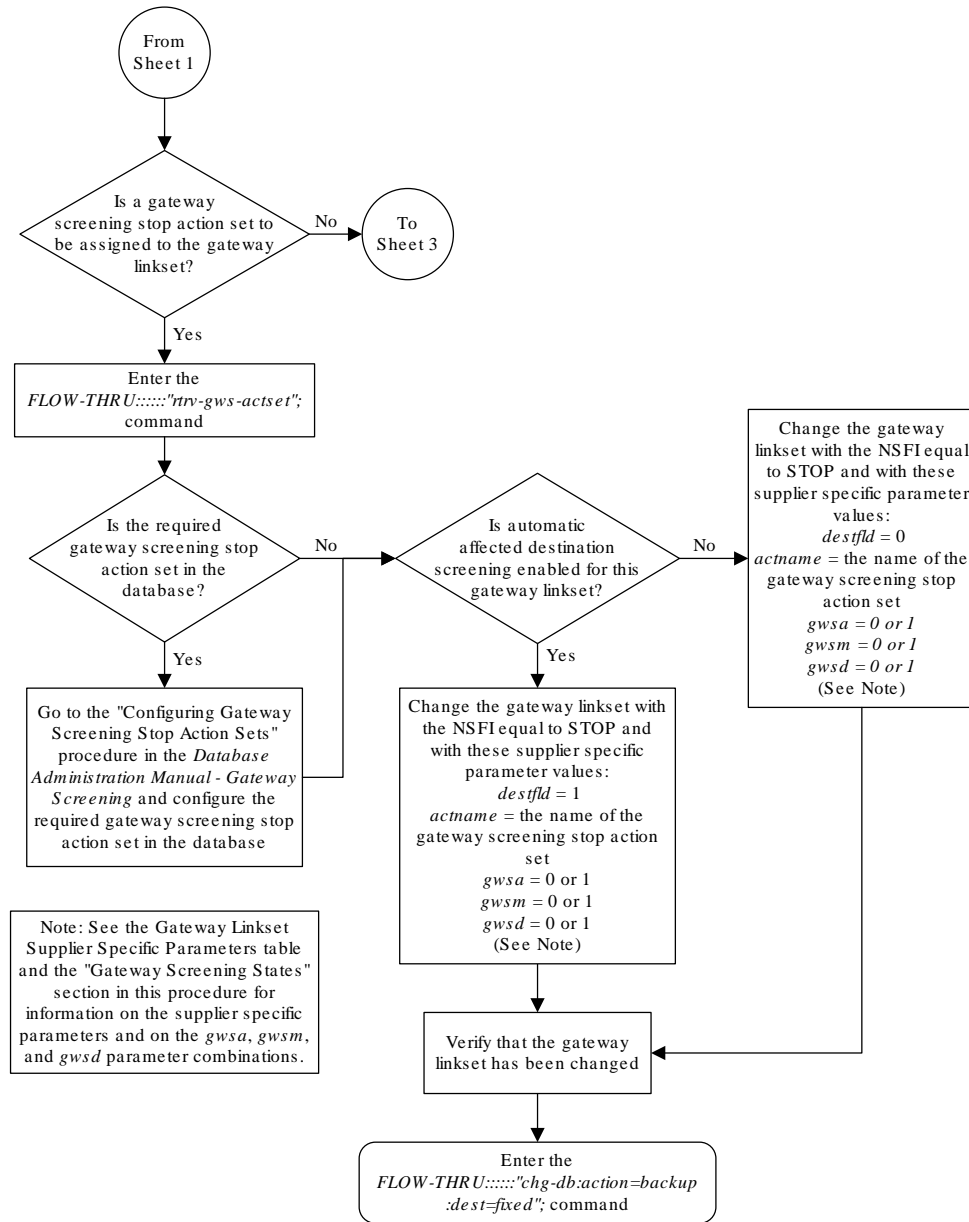 From
Sheet 1
Is a gateway
screening stop action set to
be assigned to the gateway
linkset?
No
To
Sheet 3
Yes
Enter the
FLOW-THRU::::::"rtrv-gws-actset";
command
Is the required
gateway screening stop
action set in the
database?
No
Yes
Go to the "Configuring Gateway
Screening Stop Action Sets"
procedure in the Database
Administration Manual - Gateway
Screening and configure the
required gateway screening stop
action set in the database
Is automatic
affected destination
screening enabled for this
gateway linkset?
No
Yes
Change the gateway
linkset with the NSFI equal
to STOP and with these
supplier specific parameter
values:
destfld = 0
actname = the name of the
gateway screening stop
action set
gwsa = 0 or 1
gwsm = 0 or 1
gwsd = 0 or 1
(See Note)
Change the gateway linkset with
the NSFI equal to STOP and
with these supplier specific
parameter values:
destfld = 1
actname = the name of the
gateway screening stop action
set
gwsa = 0 or 1
gwsm = 0 or 1
gwsd = 0 or 1
(See Note)
Note: See the Gateway Linkset
Supplier Specific Parameters table
and the "Gateway Screening States"
section in this procedure for
information on the supplier specific
parameters and on the gwsa, gwsm,
and gwsd parameter combinations.
Verify that the gateway
linkset has been changed
Enter the
FLOW-THRU::::::"chg-db:action=backup
:dest=fixed"; command